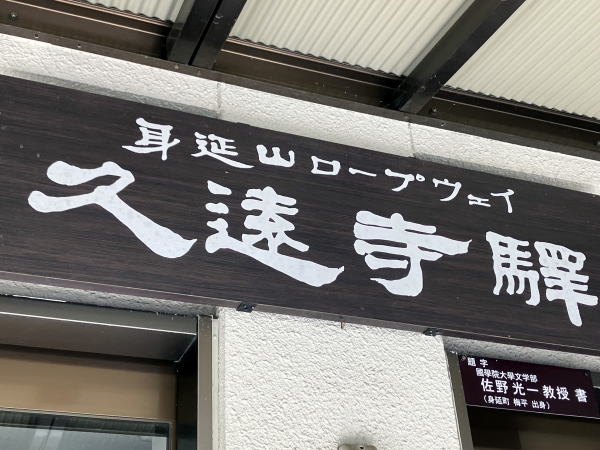 身延山ロープウェイ
久遠寺驛
題字
國學院大學文学部
佐野光一教授 書
（身延町 梅平 出身）